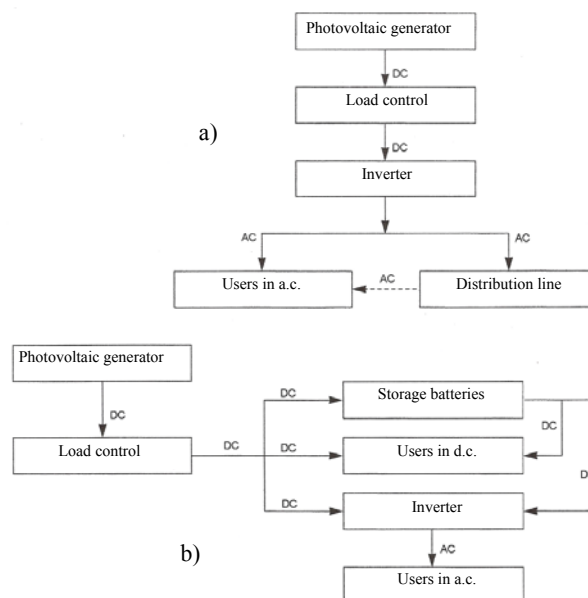 Photovoltaic generator
DC
Load control
a)
DC
Inverter
AC
AC
Users in a.c.
AC
Distribution line
Photovoltaic generator
DC
Load control
DC
DC
Storage batteries
DC
DC
Users in d.c.
DC
Inverter
b)
AC
Users in a.c.